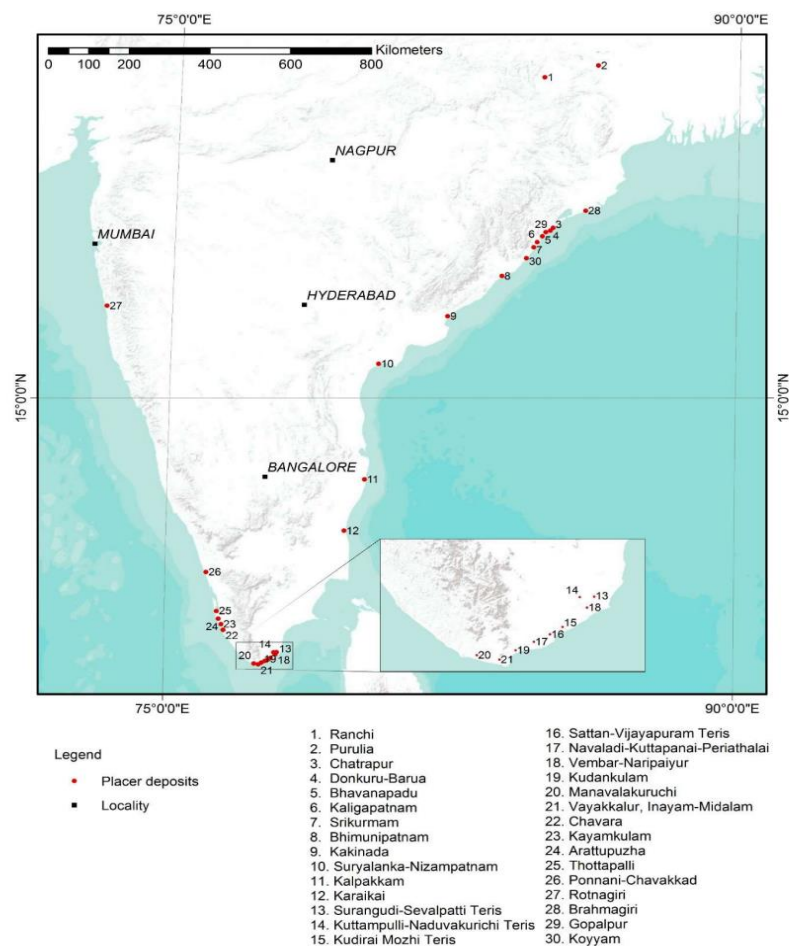 75°0'0"E
90°0'0"E
Kilometers
0 100 200 400 600 800
1
2
NAGPUR
28
29 3
6 4
5
7
30
MUMBAI
8
27
HYDERABAD
9
10
15°0'0"N
15°0'0"N
BANGALORE
11
12
26
14
13
18
25
15
24 23
16
22
17
14
13
20
19
18
21
20
21
75°0'0"E
90°0'0"E
Legend
Placer deposits
Locality
1. Ranchi
2. Purulia
3. Chatrapur
4. Donkuru-Barua
5. Bhavanapadu
6. Kaligapatnam
7. Srikurmam
8. Bhimunipatnam
9. Kakinada
10. Suryalanka-Nizampatnam
11. Kalpakkam
12. Karaikai
13. Surangudi-Sevalpatti Teris
14. Kuttampulli-Naduvakurichi Teris
15. Kudirai Mozhi Teris
16. Sattan-Vijayapuram Teris
17. Navaladi-Kuttapanai-Periathalai
18. Vembar-Naripaiyur
19. Kudankulam
20. Manavalakuruchi
21. Vayakkalur, Inayam-Midalam
22. Chavara
23. Kayamkulam
24. Arattupuzha
25. Thottapalli
26. Ponnani-Chavakkad
27. Rotnagiri
28. Brahmagiri
29. Gopalpur
30. Koyyam